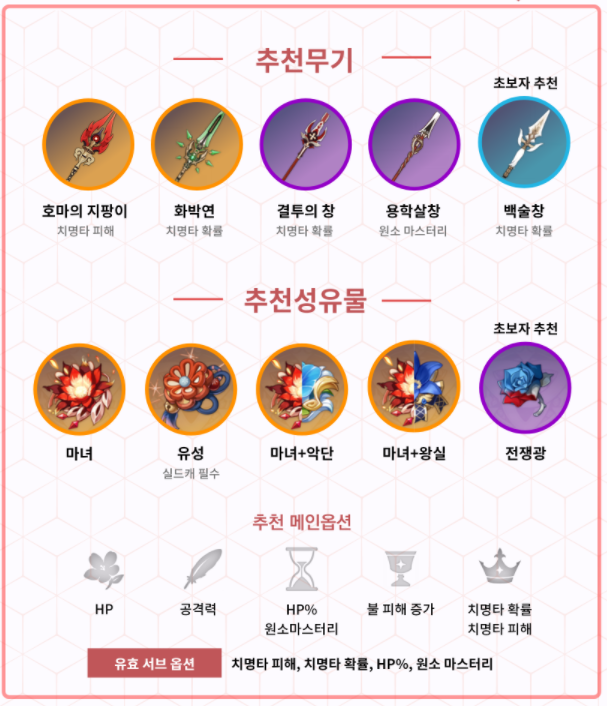 추천무기
초보자 추천
호마의 지팡이
치명타 피해
화박연
치명타 확률
결투의 창
치명타 확률
용학살창
원소 마스터리
백술창
치명타 확률
추천성유물
초보자 추천
마녀
유성
실드캐 필수
마녀+악단
마녀+왕실
전쟁광
추천 메인옵션
HP
공격력
HP%
원소마스터리
불 피해 증가
치명타 확률
치명타 피해
유효 서브 옵션
치명타 피해, 치명타 확률, HP%, 원소 마스터리